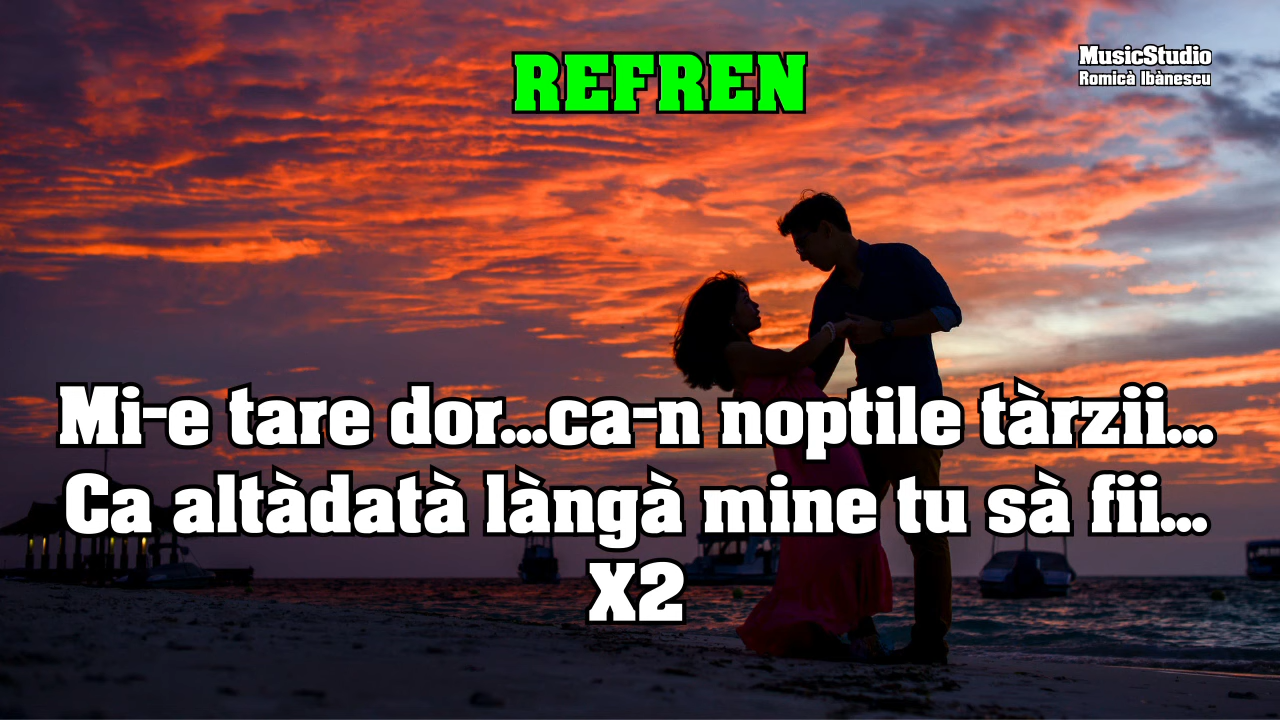 REFREN
MusicStudio
Romicà Ibànescu
Mi-e tare dor...ca-n noptile tàrzii...
Ca altàdatà làngà mine tu sà fii...
X2